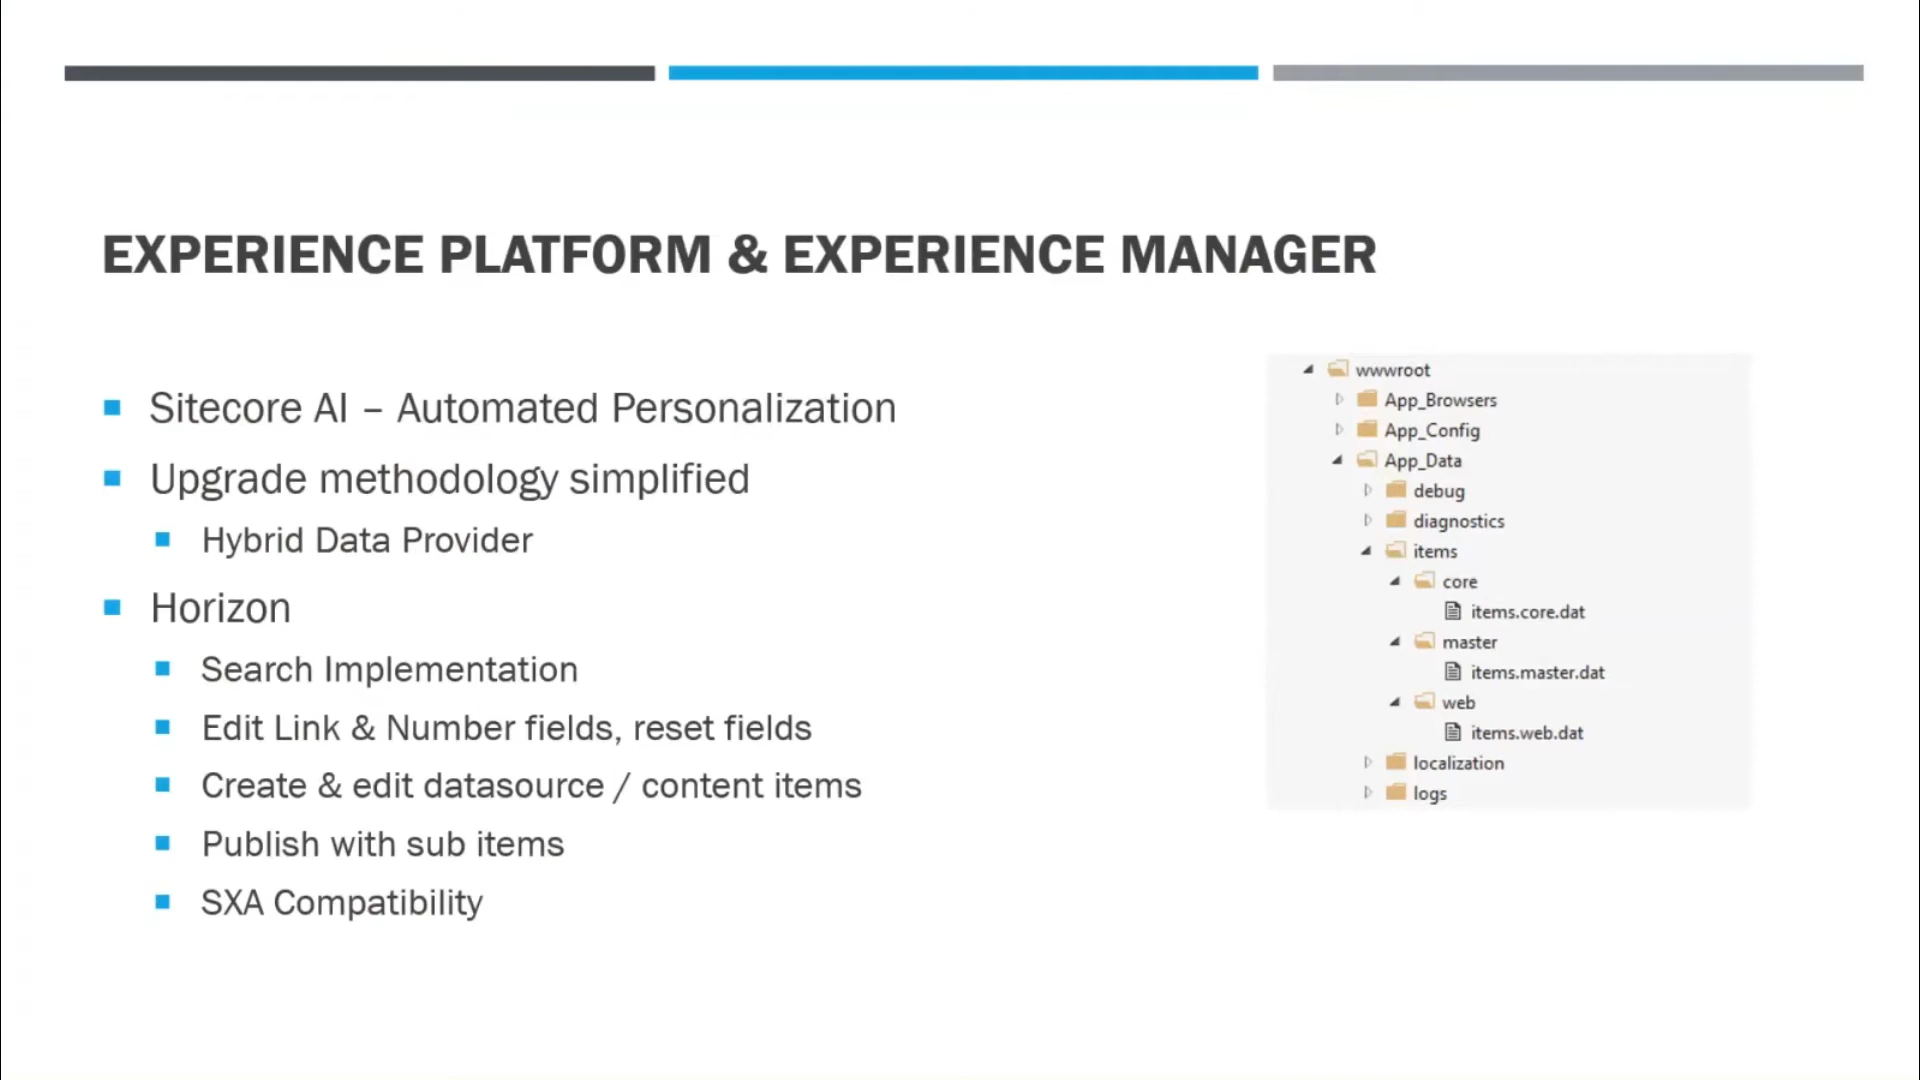 EXPERIENCE PLATFORM & EXPERIENCE MANAGER
Sitecore AI – Automated Personalization
Upgrade methodology simplified
Hybrid Data Provider
Horizon
Search Implementation
Edit Link & Number fields, reset fields
Create & edit datasource / content items
Publish with sub items
SXA Compatibility
wwwroot
App_Browsers
App_Config
App_Data
debug
diagnostics
items
core
items.core.dat
master
items.master.dat
web
items.web.dat
localization
logs